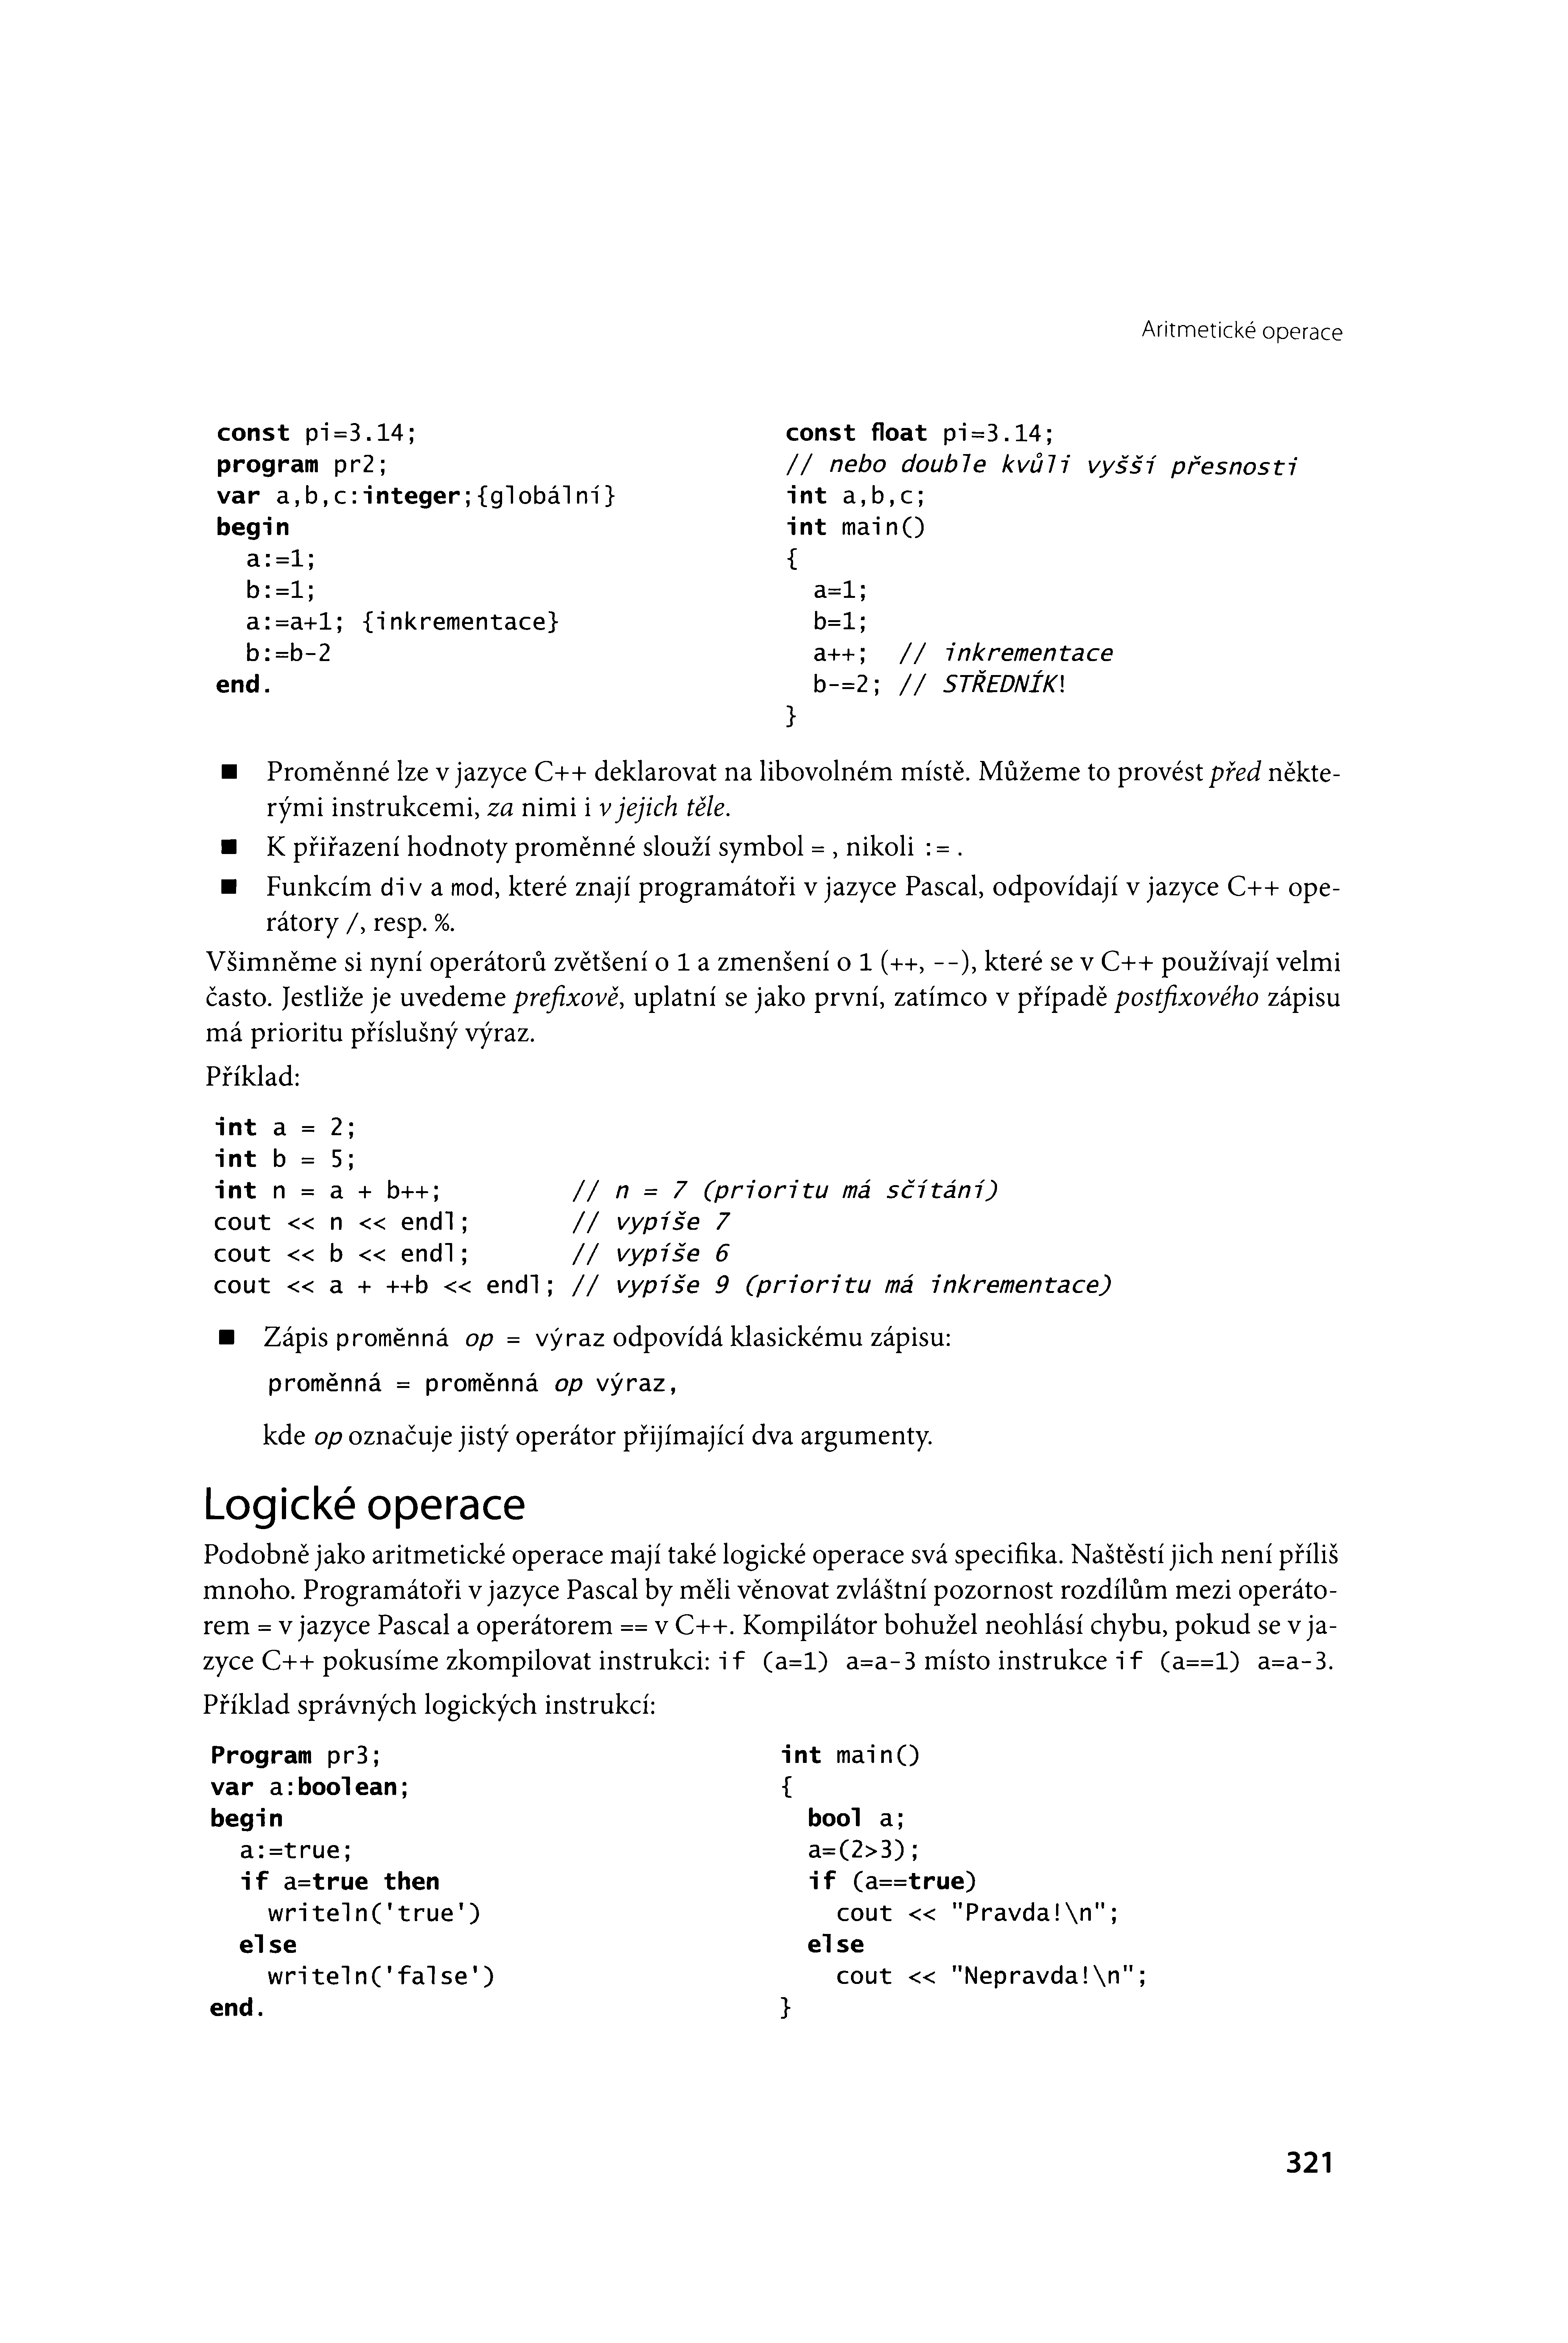 Aritmetické operace
const pi=3.14;
program pr2;
var a,b,c:integer;{globální}
begin
  a:=1;
  b:=1;
  a:=a+1; {inkrementace}
  b:=b-2
end.
const float pi=3.14;
// nebo double kvůli vyšší přesnosti
int a,b,c;
int main()
{
  a=1;
  b=1;
  a++;  // inkrementace
  b-=2; // STŘEDNÍK!
}
■ Proměnné lze v jazyce C++ deklarovat na libovolném místě. Můžeme to provést před někte-
rými instrukcemi, za nimi i v jejich těle.
■ K přiřazení hodnoty proměnné slouží symbol = , nikoli := .
■ Funkcím div a mod, které znají programátoři v jazyce Pascal, odpovídají v jazyce C++ ope-
rátory /, resp. %.
Všimněme si nyní operátorů zvětšení o 1 a zmenšení o 1 (++, --), které se v C++ používají velmi
často. Jestliže je uvedeme prefixově, uplatní se jako první, zatímco v případě postfixového zápisu
má prioritu příslušný výraz.
Příklad:
int a = 2;
int b = 5;
int n = a + b++;         // n = 7 (prioritu má sčítání)
cout << n << endl;       // vypíše 7
cout << b << endl;       // vypíše 6
cout << a + ++b << endl; // vypíše 9 (prioritu má inkrementace)
■ Zápis proměnná op = výraz odpovídá klasickému zápisu:
proměnná = proměnná op výraz,
kde op označuje jistý operátor přijímající dva argumenty.
Logické operace
Podobně jako aritmetické operace mají také logické operace svá specifika. Naštěstí jich není příliš
mnoho. Programátoři v jazyce Pascal by měli věnovat zvláštní pozornost rozdílům mezi operáto-
rem = v jazyce Pascal a operátorem == v C++. Kompilátor bohužel neohlásí chybu, pokud se v ja-
zyce C++ pokusíme zkompilovat instrukci: if (a=1) a=a-3 místo instrukce if (a==1) a=a-3.
Příklad správných logických instrukcí:
Program pr3;
var a:boolean;
begin
  a:=true;
  if a=true then
    writeln('true')
  else
    writeln('false')
end.
int main()
{
  bool a;
  a=(2>3);
  if (a==true)
    cout << "Pravda!\n";
  else
    cout << "Nepravda!\n";
}
321